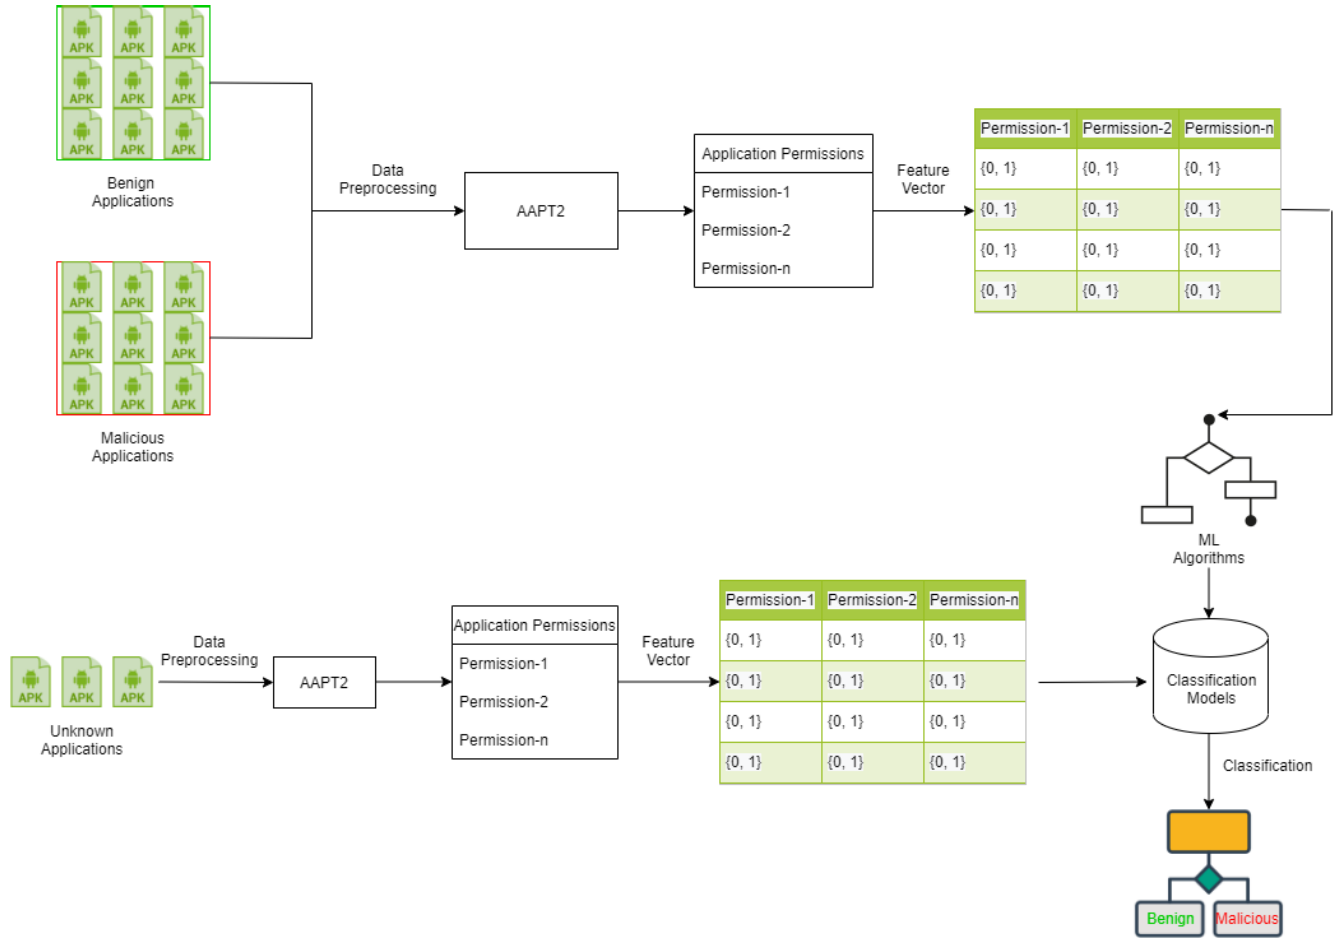 APK APK APK
APK APK APK
APK APK APK
Benign
Applications
APK APK APK
APK APK APK
APK APK APK
Malicious
Applications
Data
Preprocessing
AAPT2
Application Permissions
Permission-1
Permission-2
Permission-n
Feature
Vector
Permission-1 Permission-2 Permission-n
{0, 1} {0, 1} {0, 1}
{0, 1} {0, 1} {0, 1}
{0, 1} {0, 1} {0, 1}
{0, 1} {0, 1} {0, 1}
ML
Algorithms
APK APK APK
Unknown
Applications
Data
Preprocessing
AAPT2
Application Permissions
Permission-1
Permission-2
Permission-n
Feature
Vector
Permission-1 Permission-2 Permission-n
{0, 1} {0, 1} {0, 1}
{0, 1} {0, 1} {0, 1}
{0, 1} {0, 1} {0, 1}
{0, 1} {0, 1} {0, 1}
Classification
Models
Classification
Benign Malicious